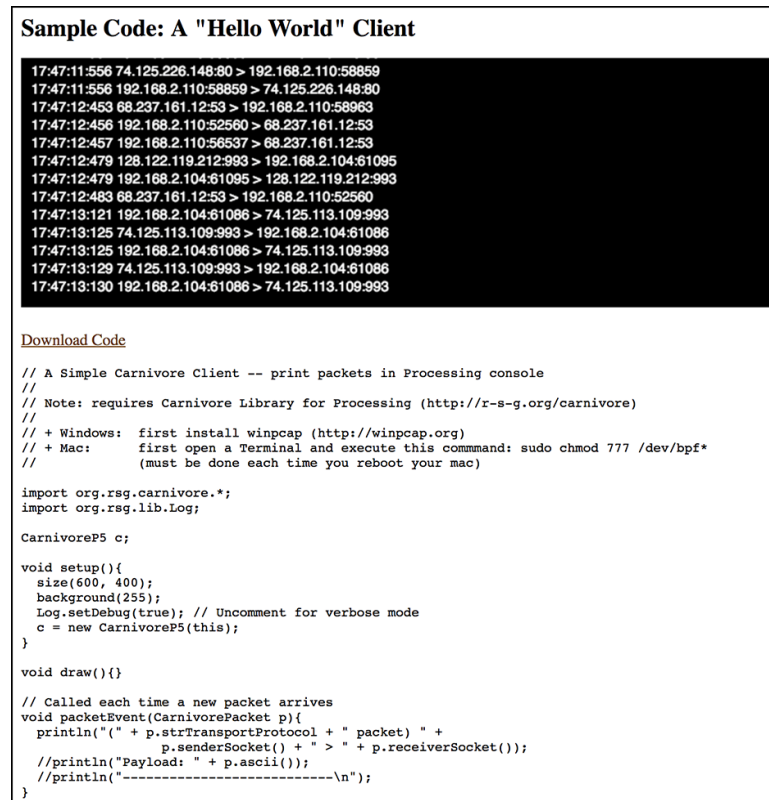 Sample Code: A "Hello World" Client
17:47:11:556 74.125.226.148:80 > 192.168.2.110:58859
17:47:11:556 192.168.2.110:58859 > 74.125.226.148:80
17:47:12:453 68.237.161.12:53 > 192.168.2.110:58963
17:47:12:456 192.168.2.110:52560 > 68.237.161.12:53
17:47:12:457 192.168.2.110:56537 > 68.237.161.12:53
17:47:12:479 128.122.119.212:993 > 192.168.2.104:61095
17:47:12:479 192.168.2.104:61095 > 128.122.119.212:993
17:47:12:483 68.237.161.12:53 > 192.168.2.110:52560
17:47:13:121 192.168.2.104:61086 > 74.125.113.109:993
17:47:13:125 74.125.113.109:993 > 192.168.2.104:61086
17:47:13:125 192.168.2.104:61086 > 74.125.113.109:993
17:47:13:129 74.125.113.109:993 > 192.168.2.104:61086
17:47:13:130 192.168.2.104:61086 > 74.125.113.109:993
Download Code
// A Simple Carnivore Client -- print packets in Processing console
//
// Note: requires Carnivore Library for Processing (http://r-s-g.org/carnivore)
//
// + Windows:  first install winpcap (http://winpcap.org)
// + Mac:      first open a Terminal and execute this commmand: sudo chmod 777 /dev/bpf*
//             (must be done each time you reboot your mac)
import org.rsg.carnivore.*;
import org.rsg.lib.Log;
CarnivoreP5 c;
void setup(){
  size(600, 400);
  background(255);
  Log.setDebug(true); // Uncomment for verbose mode
  c = new CarnivoreP5(this);
}
void draw(){}
// Called each time a new packet arrives
void packetEvent(CarnivorePacket p){
  println("(" + p.strTransportProtocol + " packet) " +
                  p.senderSocket() + " > " + p.receiverSocket());
  //println("Payload: " + p.ascii());
  //println("---------------------------\n");
}